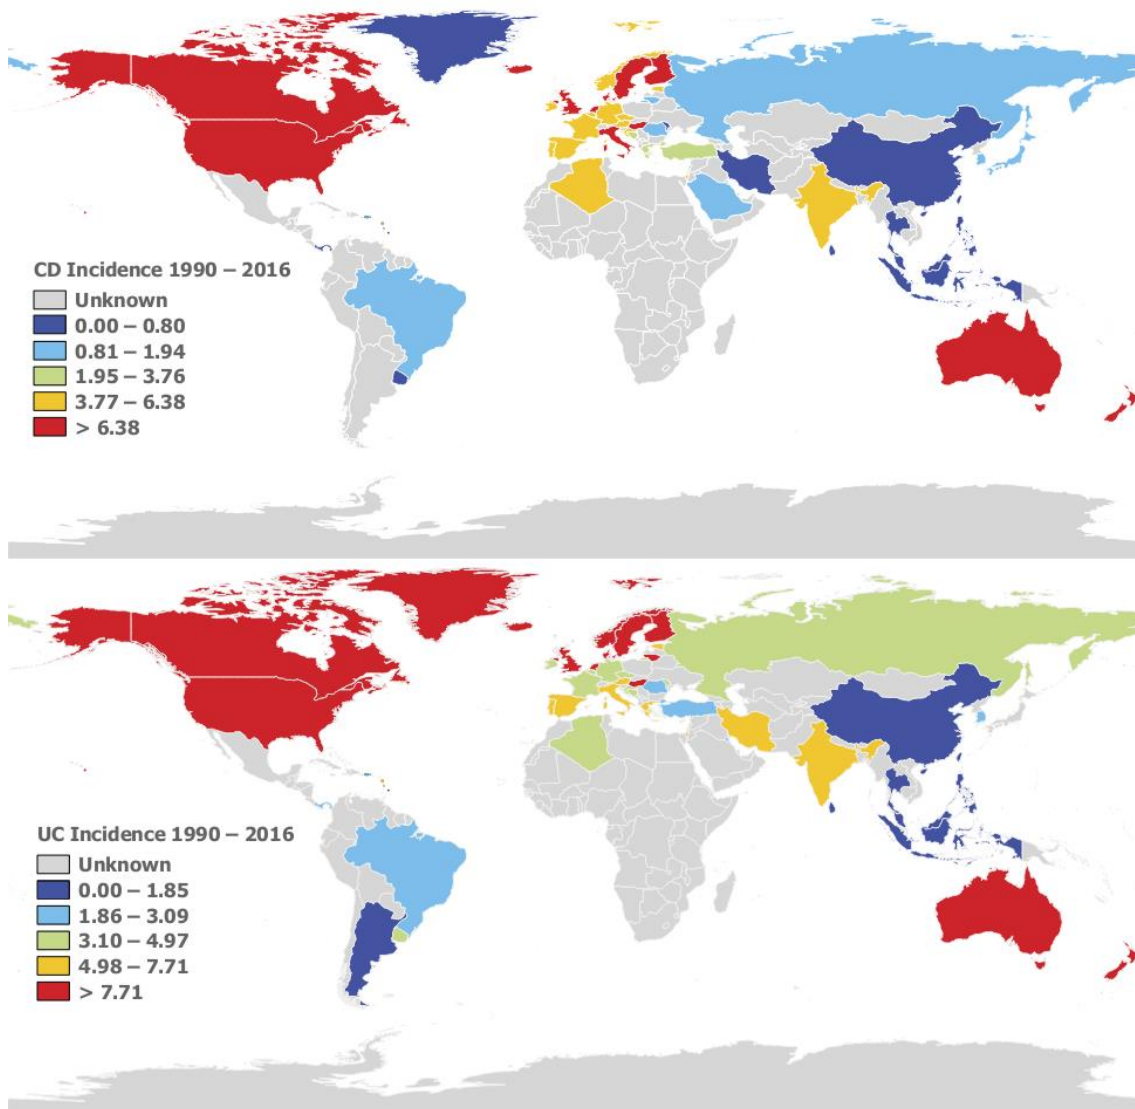 CD Incidence 1990 – 2016
Unknown
0.00 – 0.80
0.81 – 1.94
1.95 – 3.76
3.77 – 6.38
> 6.38
UC Incidence 1990 – 2016
Unknown
0.00 – 1.85
1.86 – 3.09
3.10 – 4.97
4.98 – 7.71
> 7.71